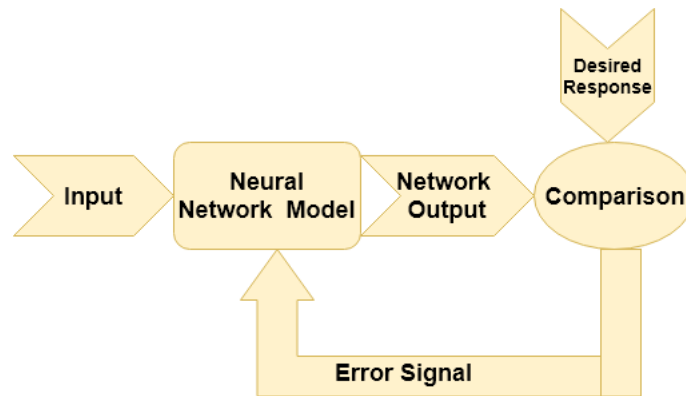 Desired
Response
Input
Neural
Network Model
Network
Output
Comparison
Error Signal